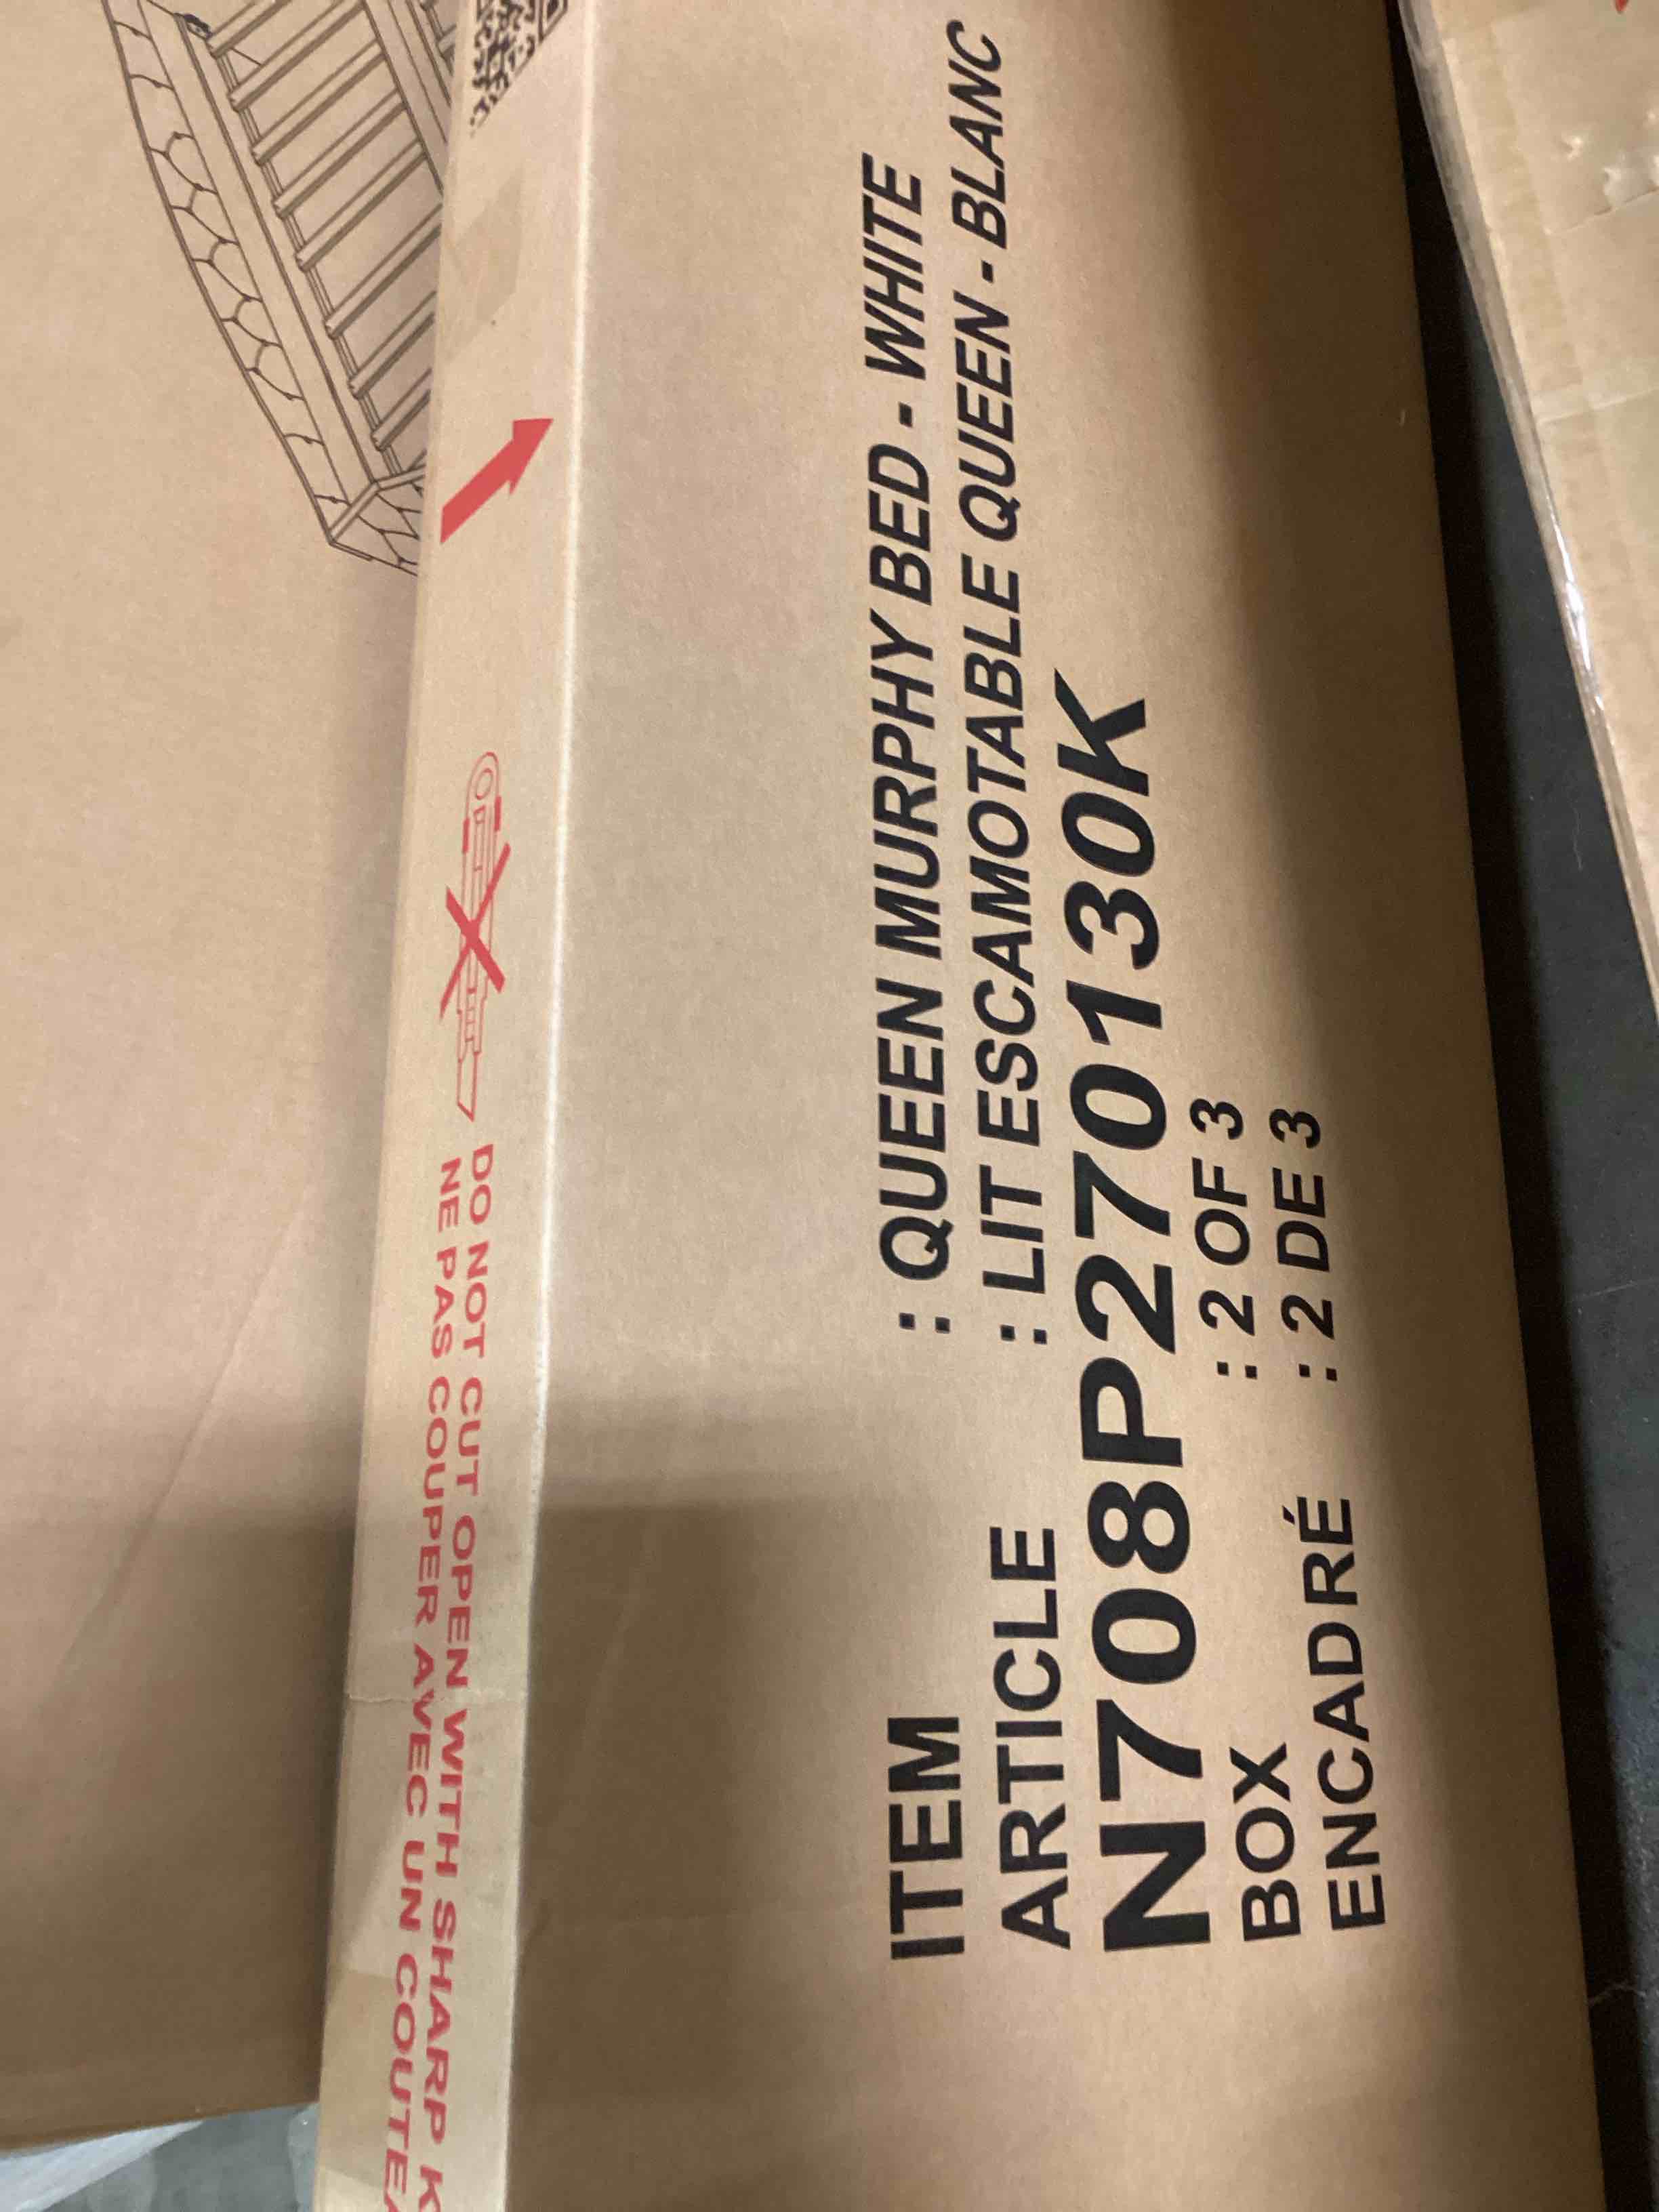 ITEM : QUEEN MURPHY BED - WHITE
ARTICLE : LIT ESCAMOTABLE QUEEN - BLANC
N708P270130K
BOX : 2 OF 3
ENCADRÉ : 2 DE 3
DO NOT CUT OPEN WITH SHARP K
NE PAS COUPER AVEC UN COUTEA